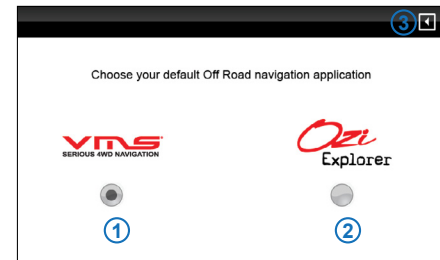 3
Choose your default Off Road navigation application
vms
SERIOUS 4WD NAVIGATION
Ozi
Explorer
1
2